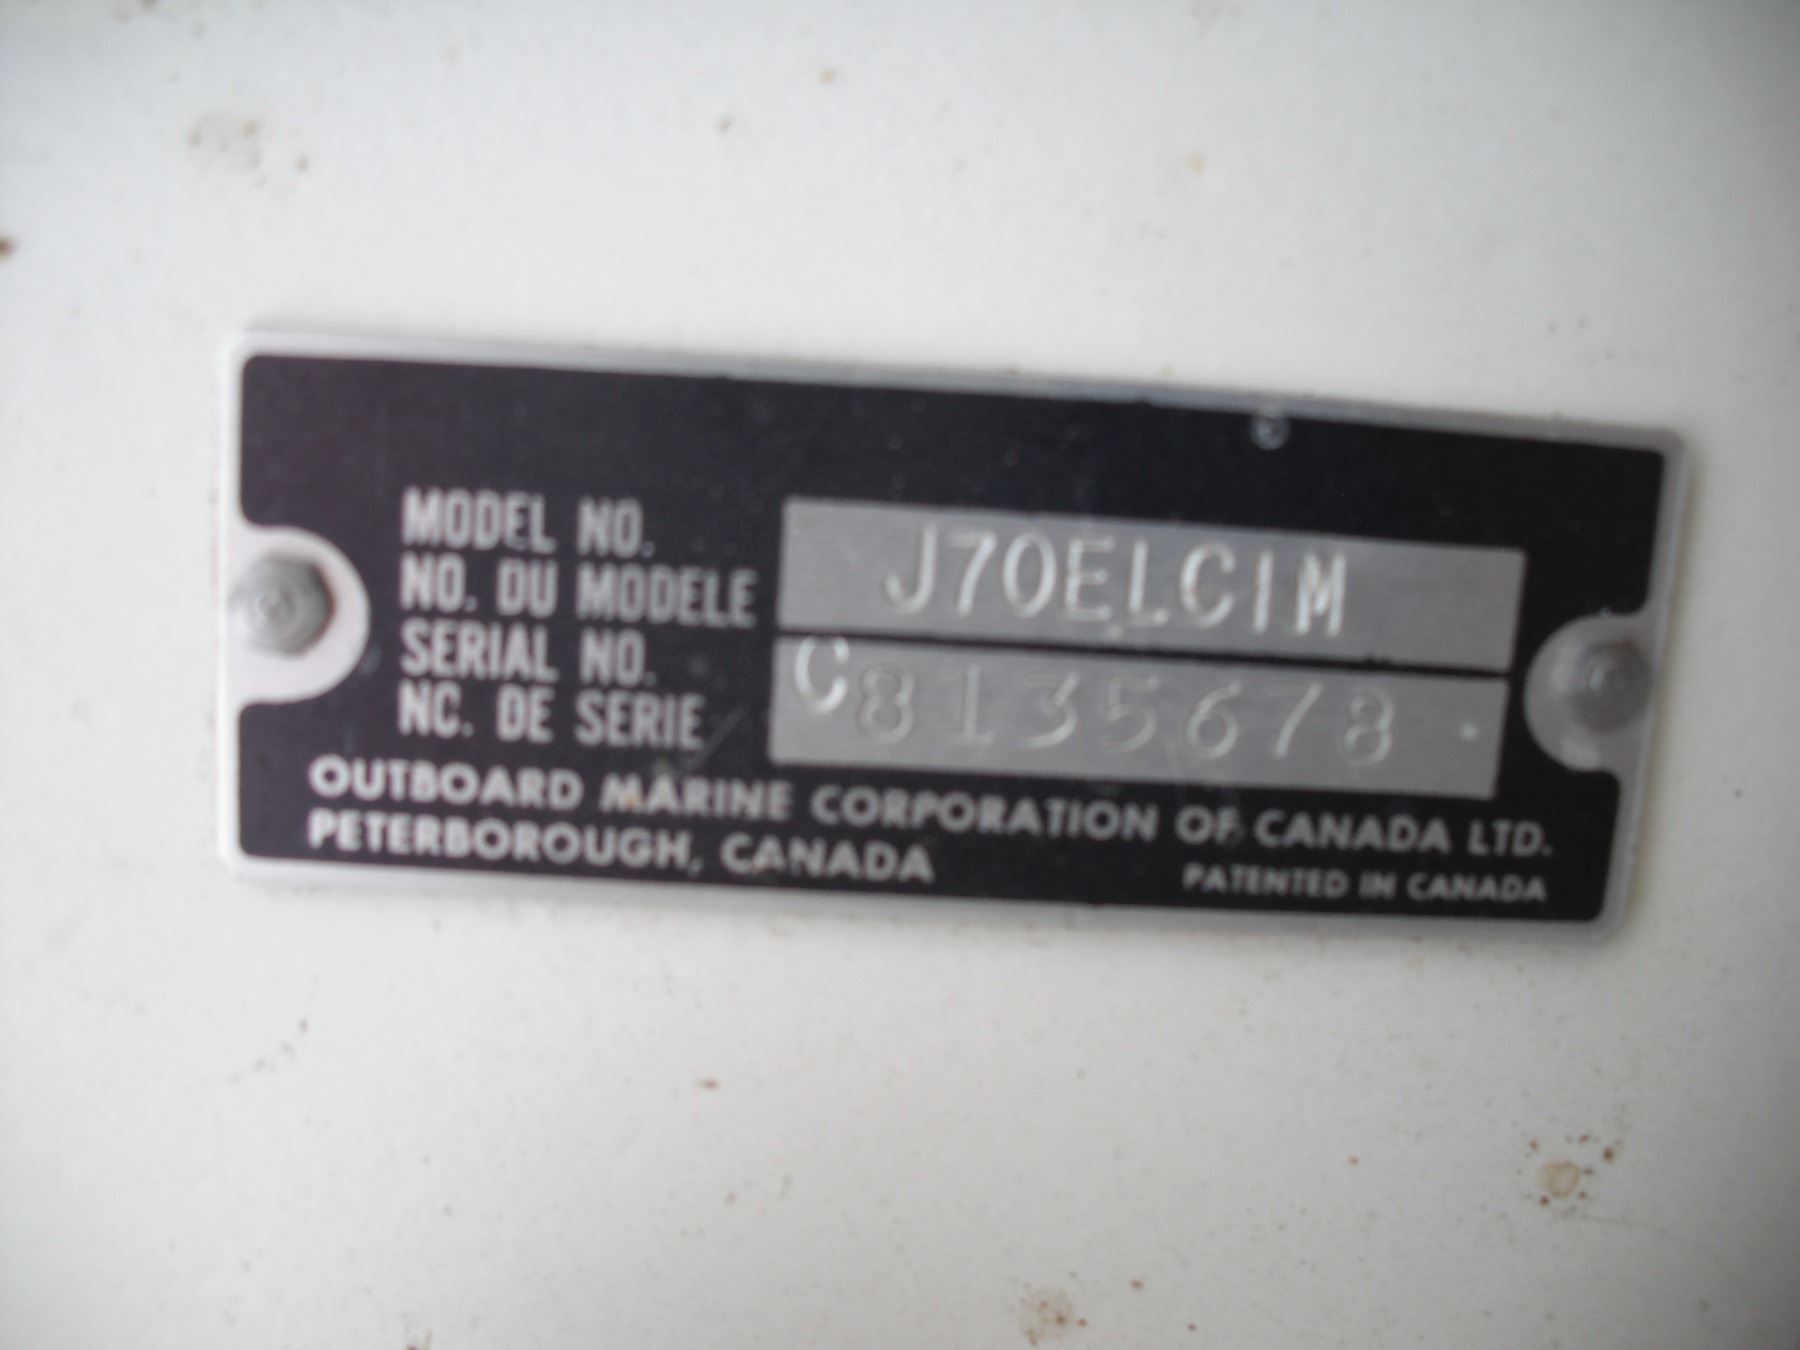 MODEL NO.
NO. DU MODELE
J70ELCIM
SERIAL NO.
NO. DE SERIE
C8135678
OUTBOARD MARINE CORPORATION OF CANADA LTD.
PETERBOROUGH, CANADA
PATENTED IN CANADA